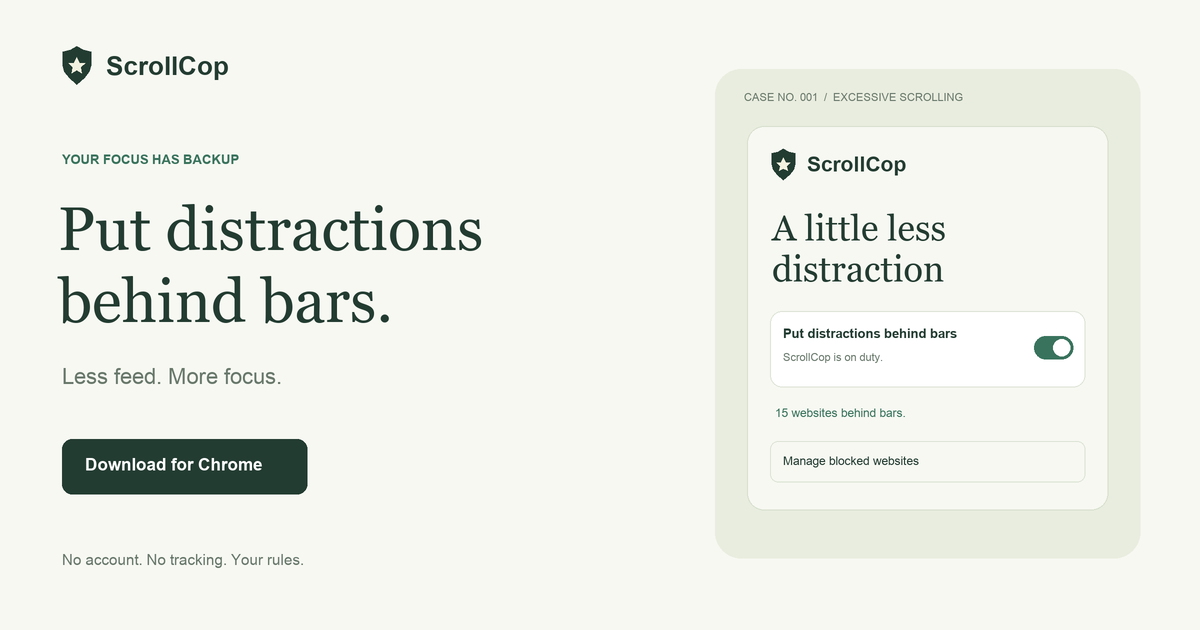 ScrollCop
YOUR FOCUS HAS BACKUP
Put distractions
behind bars.
Less feed. More focus.
Download for Chrome
No account. No tracking. Your rules.
CASE NO. 001 / EXCESSIVE SCROLLING
ScrollCop
A little less
distraction
Put distractions behind bars
ScrollCop is on duty.
15 websites behind bars.
Manage blocked websites